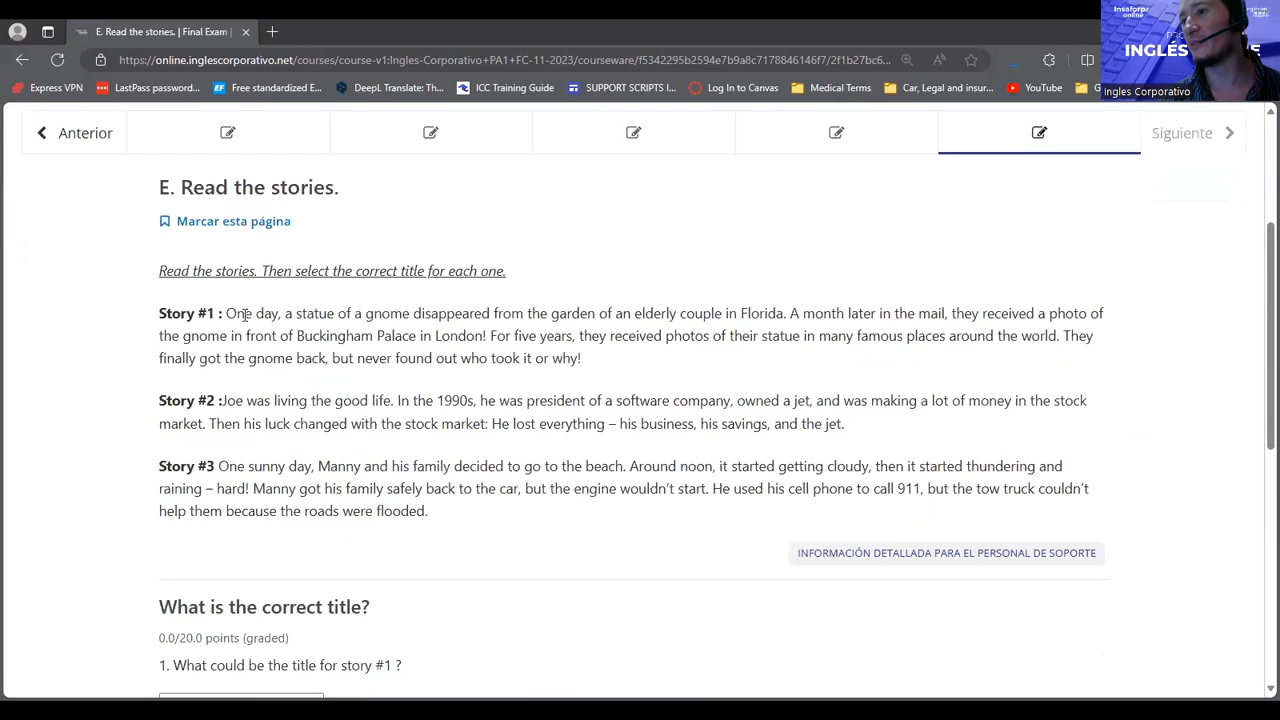 E. Read the stories. | Final Exam |
https://online.inglescorporativo.net/courses/course-v1:Ingles-Corporativo+PA1+FC-11-2023/courseware/f5342295b2594e7b9a8c7178846146f7/2f1b27bc6...
Express VPN
LastPass password...
Free standardized E...
DeepL Translate: Th...
ICC Training Guide
SUPPORT SCRIPTS I...
Log In to Canvas
Medical Terms
Car, Legal and insur...
YouTube
INGLÉS
Ingles Corporativo
Anterior
Siguiente
E. Read the stories.
Marcar esta página
Read the stories. Then select the correct title for each one.
Story #1 : One day, a statue of a gnome disappeared from the garden of an elderly couple in Florida. A month later in the mail, they received a photo of
the gnome in front of Buckingham Palace in London! For five years, they received photos of their statue in many famous places around the world. They
finally got the gnome back, but never found out who took it or why!
Story #2 :Joe was living the good life. In the 1990s, he was president of a software company, owned a jet, and was making a lot of money in the stock
market. Then his luck changed with the stock market: He lost everything – his business, his savings, and the jet.
Story #3 One sunny day, Manny and his family decided to go to the beach. Around noon, it started getting cloudy, then it started thundering and
raining – hard! Manny got his family safely back to the car, but the engine wouldn't start. He used his cell phone to call 911, but the tow truck couldn't
help them because the roads were flooded.
INFORMACIÓN DETALLADA PARA EL PERSONAL DE SOPORTE
What is the correct title?
0.0/20.0 points (graded)
1. What could be the title for story #1 ?